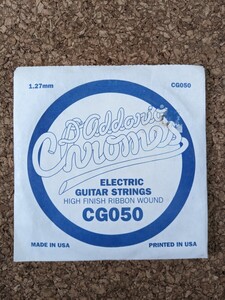 1.27mm CG050
D'Addario
Chromes
ELECTRIC
GUITAR STRINGS
HIGH FINISH RIBBON WOUND
CG050
MADE IN USA PRINTED IN USA